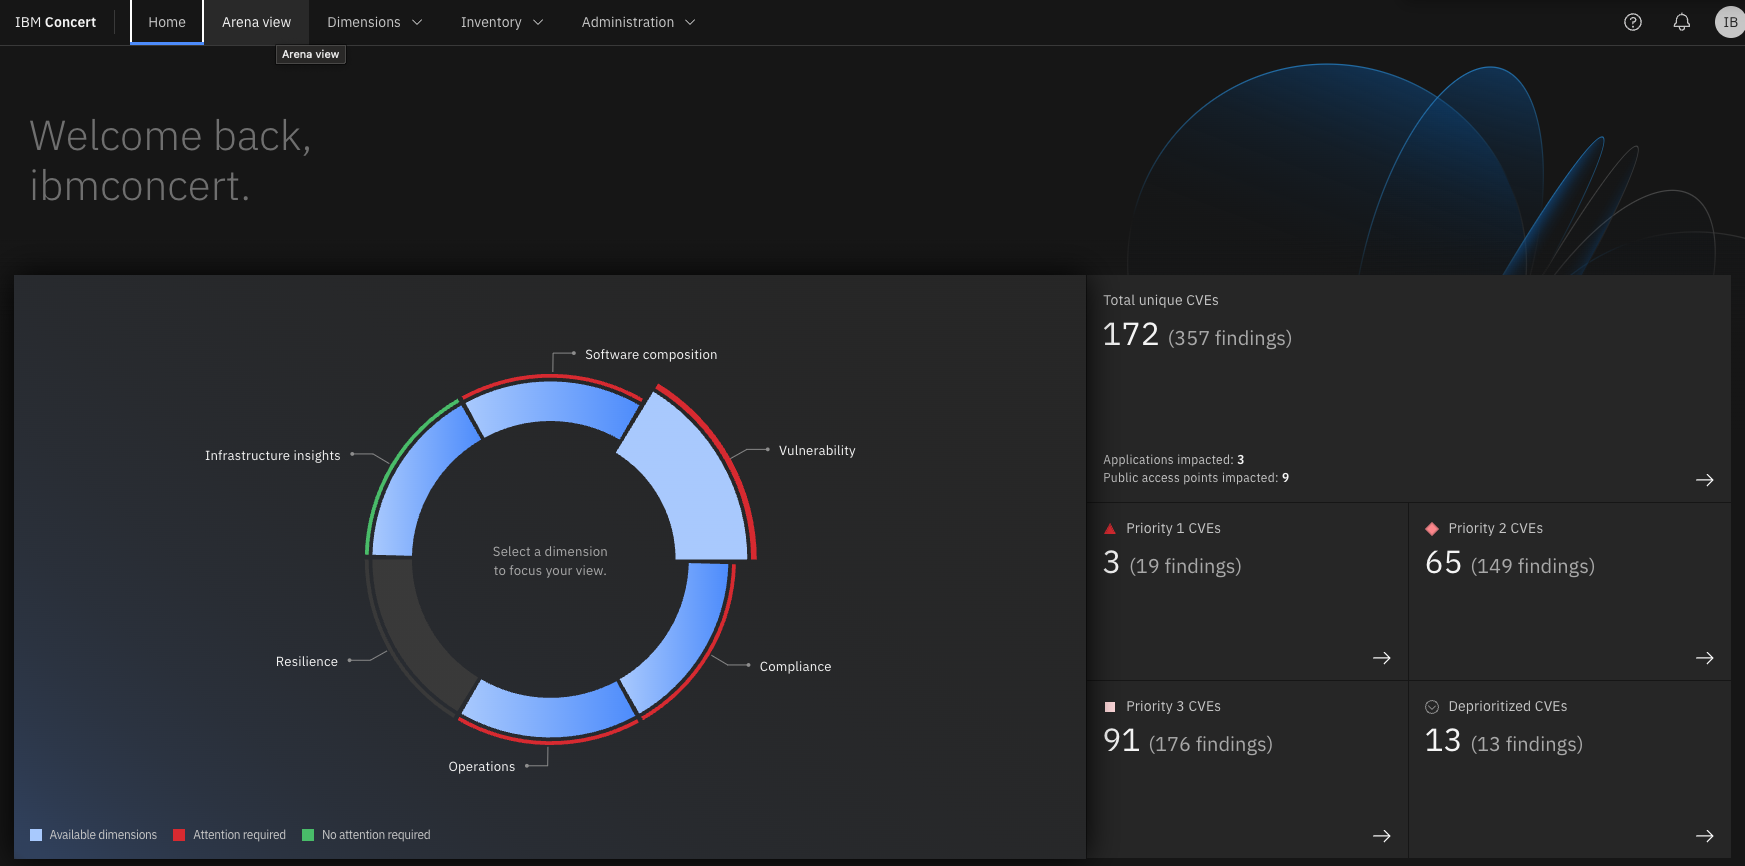 IBM Concert
Home
Arena view
Dimensions
Inventory
Administration
IB
Arena view
Welcome back,
ibmconcert.
Software composition
Vulnerability
Infrastructure insights
Select a dimension
to focus your view.
Resilience
Compliance
Operations
Available dimensions
Attention required
No attention required
Total unique CVEs
172 (357 findings)
Applications impacted: 3
Public access points impacted: 9
Priority 1 CVEs
3 (19 findings)
Priority 2 CVEs
65 (149 findings)
Priority 3 CVEs
91 (176 findings)
Deprioritized CVEs
13 (13 findings)